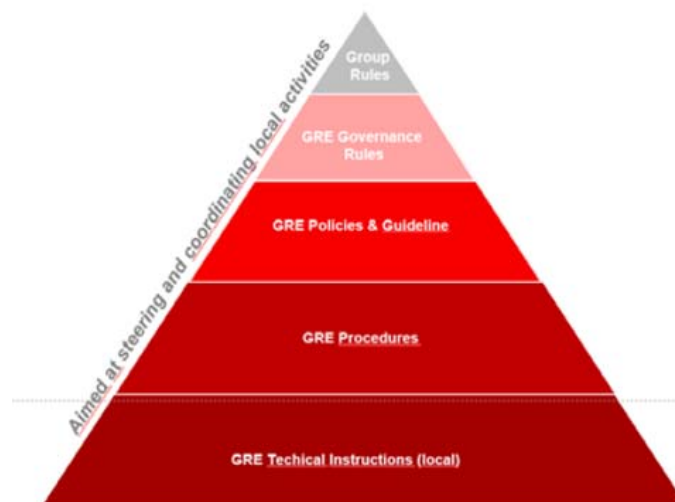 Group
Rules
GRE Governance
Rules
GRE Policies & Guideline
GRE Procedures
GRE Techical Instructions (local)
Aimed at steering and coordinating local activities